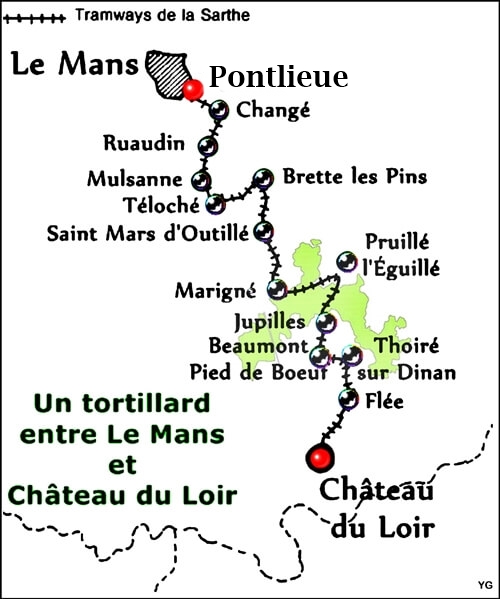 Tramways de la Sarthe
Le Mans
Pontlieue
Changé
Ruaudin
Mulsanne
Brette les Pins
Téloché
Saint Mars d'Outillé
Pruillé
l'Éguillé
Marigné
Jupilles
Beaumont
Pied de Boeuf
Thoiré
sur Dinan
Flée
Un tortillard
entre Le Mans
et
Château du Loir
Château
du Loir
YG